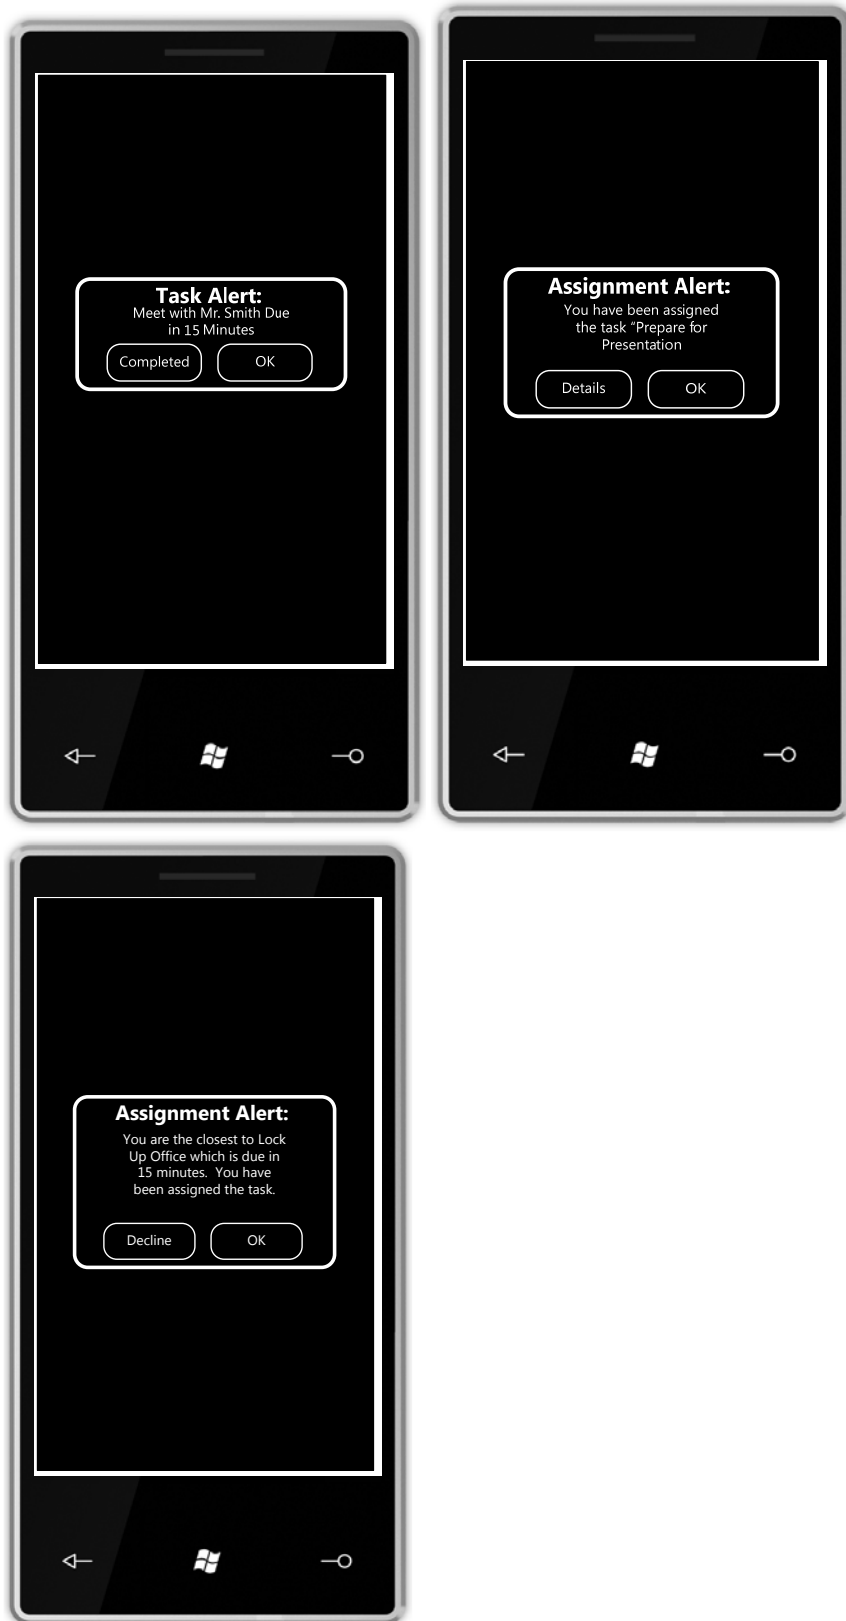 Task Alert:
Meet with Mr. Smith Due
in 15 Minutes
Completed
OK
Assignment Alert:
You have been assigned
the task “Prepare for
Presentation
Details
OK
Assignment Alert:
You are the closest to Lock
Up Office which is due in
15 minutes.  You have
been assigned the task.
Decline
OK